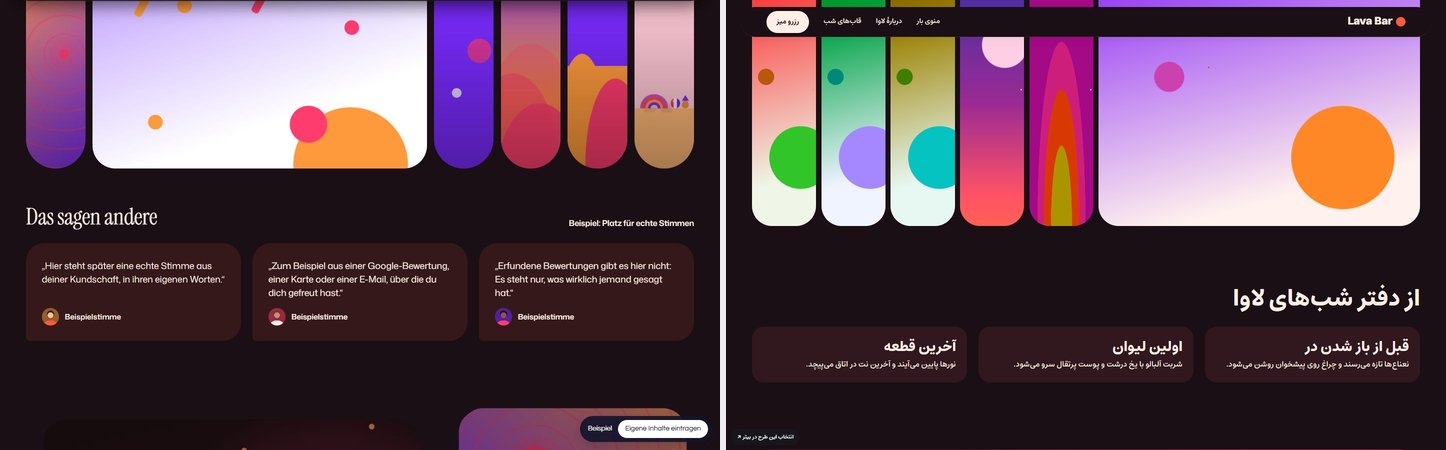 Das sagen andere
Beispiel: Platz für echte Stimmen
„Hier steht später eine echte Stimme aus
deiner Kundschaft, in ihren eigenen Worten.“
Beispielstimme
„Zum Beispiel aus einer Google-Bewertung,
einer Karte oder einer E-Mail, über die du
dich gefreut hast.“
Beispielstimme
„Erfundene Bewertungen gibt es hier nicht:
Es steht nur, was wirklich jemand gesagt
hat.“
Beispielstimme
Beispiel Eigene Inhalte eintragen
Lava Bar
منوی بار
دربارهٔ لاوا
قاب‌های شب
رزرو میز
از دفتر شب‌های لاوا
قبل از باز شدن در
نعناع‌ها تازه می‌رسند و چراغ روی پیشخوان روشن می‌شود.
اولین لیوان
شربت آلبالو با یخ درشت و پوست پرتقال سرو می‌شود.
آخرین قطعه
نورها پایین می‌آیند و آخرین نت در اتاق می‌پیچد.
انتخاب این طرح در بیتر ↗